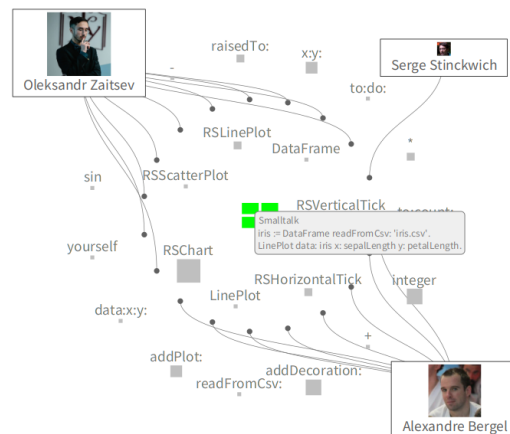 raisedTo:
x:y:
-
Oleksandr Zaitsev
Serge Stinckwich
to:do:
RSLinePlot
*
DataFrame
sin
RSScatterPlot
RSVerticalTick
Smalltalk
iris := DataFrame readFromCsv: 'iris.csv'.
LinePlot data: iris x: sepalLength y: petalLength.
yourself
RSChart
RSHorizontalTick
integer
LinePlot
data:x:y:
+
addPlot:
addDecoration:
readFromCsv:
Alexandre Bergel